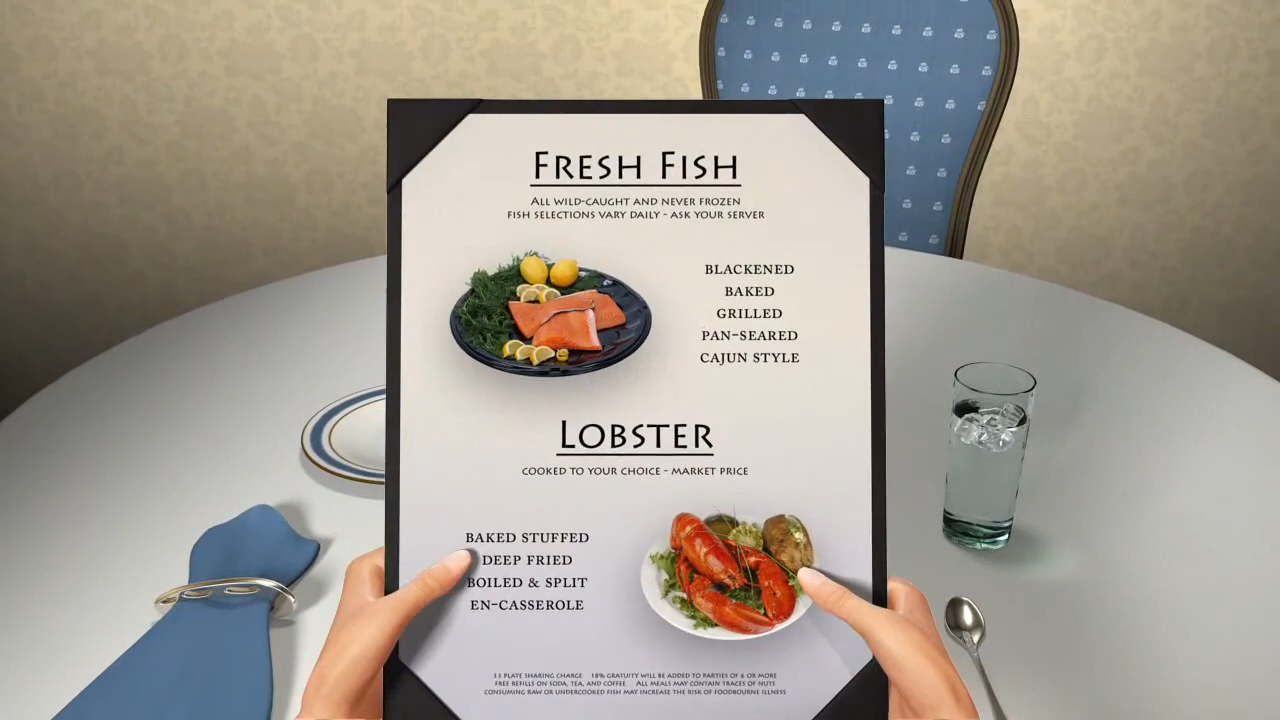 Fresh Fish
All wild-caught and never frozen
Fish selections vary daily - ask your server
Blackened
Baked
Grilled
Pan-Seared
Cajun Style
Lobster
Cooked to your choice - market price
Baked Stuffed
Deep Fried
Boiled & Split
En-Casserole
$3 plate sharing charge 18% gratuity will be added to parties of 6 or more
Free refills on soda, tea, and coffee All meals may contain traces of nuts
Consuming raw or undercooked fish may increase the risk of foodbourne illness